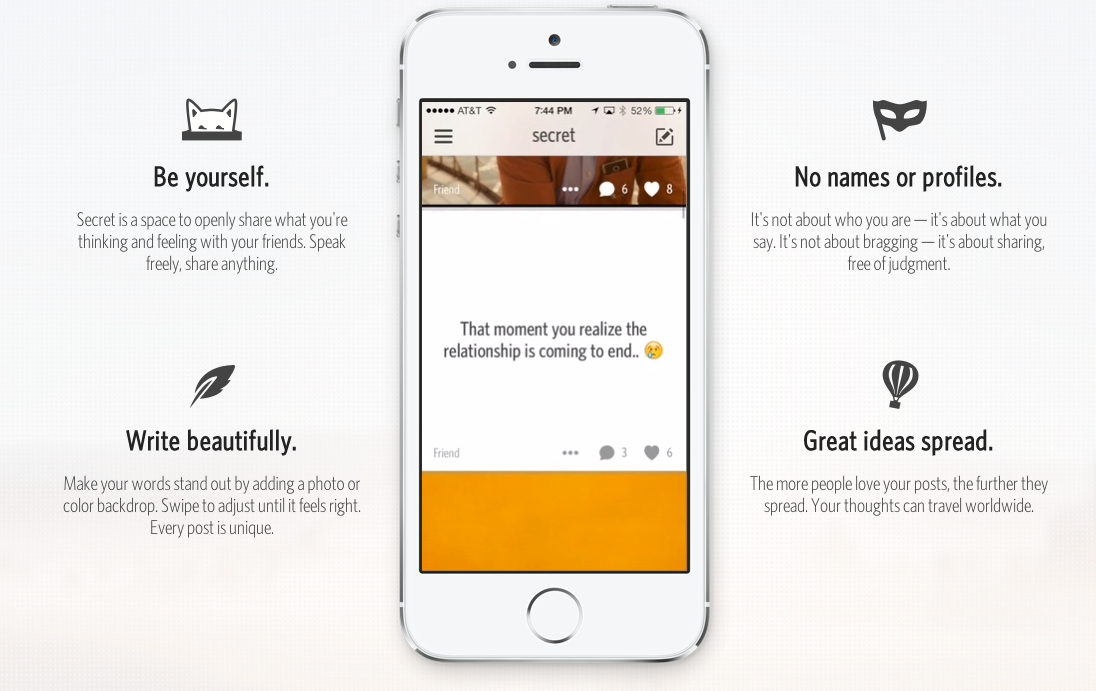 Be yourself.
Secret is a space to openly share what you're
thinking and feeling with your friends. Speak
freely, share anything.
Write beautifully.
Make your words stand out by adding a photo or
color backdrop. Swipe to adjust until it feels right.
Every post is unique.
AT&T 7:44 PM 52%
secret
Friend 6 8
That moment you realize the
relationship is coming to end.. 😢
Friend 3 6
No names or profiles.
It's not about who you are — it's about what you
say. It's not about bragging — it's about sharing,
free of judgment.
Great ideas spread.
The more people love your posts, the further they
spread. Your thoughts can travel worldwide.